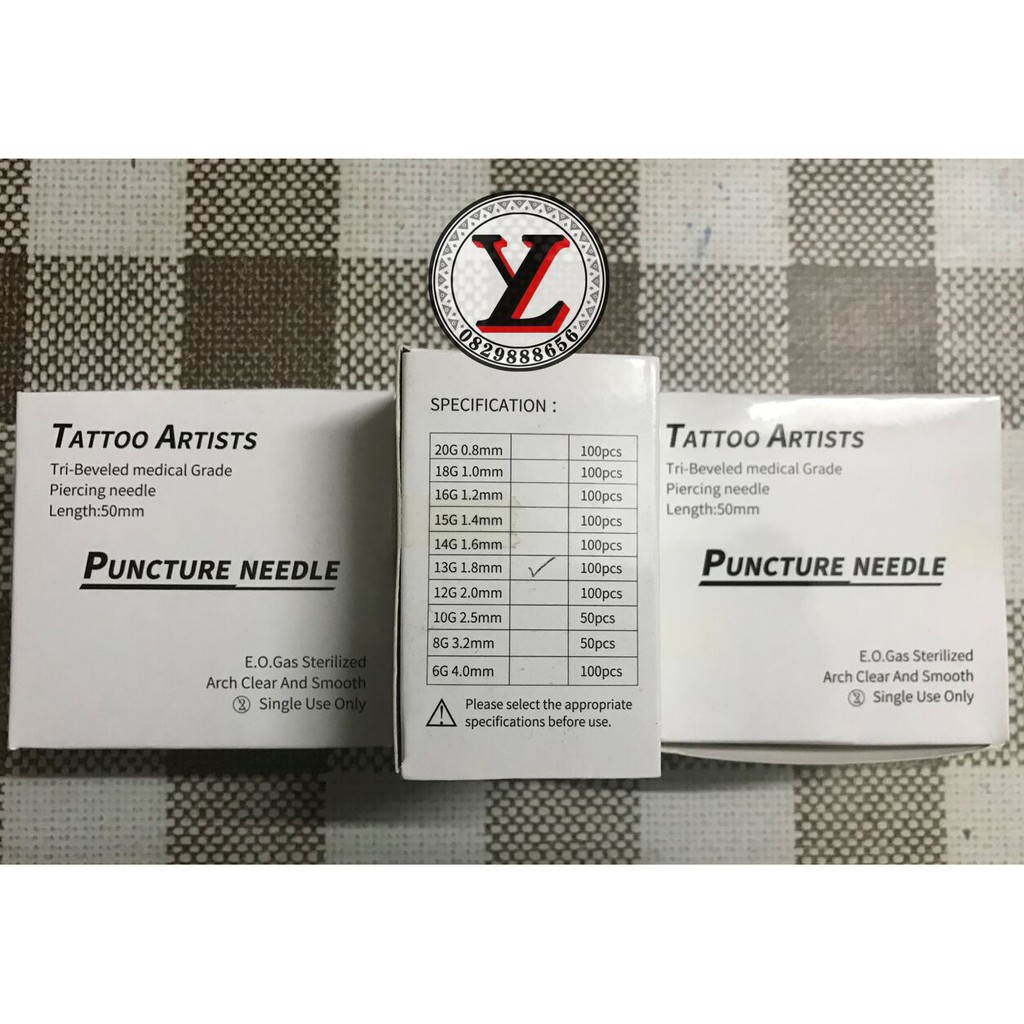 YL
0829888656
TATTOO ARTISTS
Tri-Beveled medical Grade
Piercing needle
Length:50mm
PUNCTURE NEEDLE
E.O.Gas Sterilized
Arch Clear And Smooth
Single Use Only
SPECIFICATION :
20G 0.8mm 100pcs
18G 1.0mm 100pcs
16G 1.2mm 100pcs
15G 1.4mm 100pcs
14G 1.6mm 100pcs
13G 1.8mm ✓ 100pcs
12G 2.0mm 100pcs
10G 2.5mm 50pcs
8G 3.2mm 50pcs
6G 4.0mm 100pcs
Please select the appropriate
specifications before use.
TATTOO ARTISTS
Tri-Beveled medical Grade
Piercing needle
Length:50mm
PUNCTURE NEEDLE
E.O.Gas Sterilized
Arch Clear And Smooth
Single Use Only